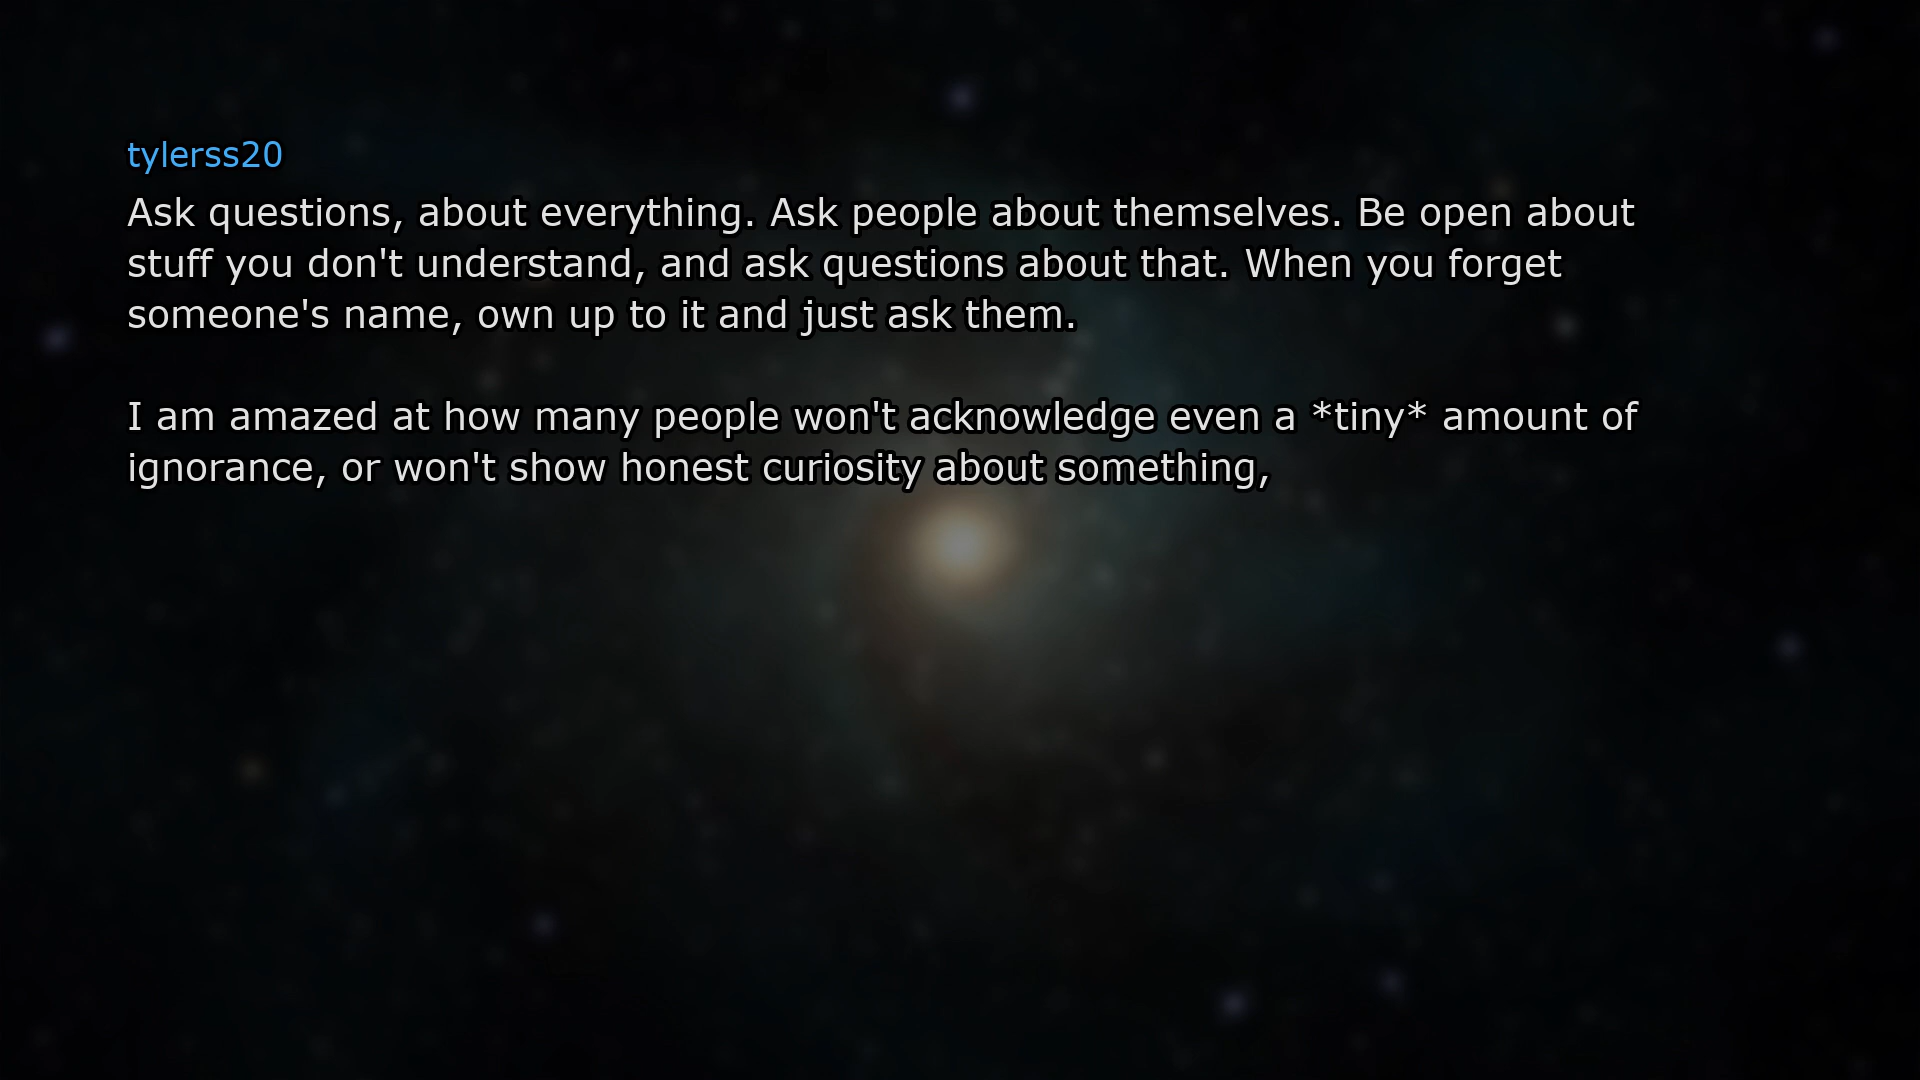 tylerss20
Ask questions, about everything. Ask people about themselves. Be open about
stuff you don't understand, and ask questions about that. When you forget
someone's name, own up to it and just ask them.
I am amazed at how many people won't acknowledge even a *tiny* amount of
ignorance, or won't show honest curiosity about something,